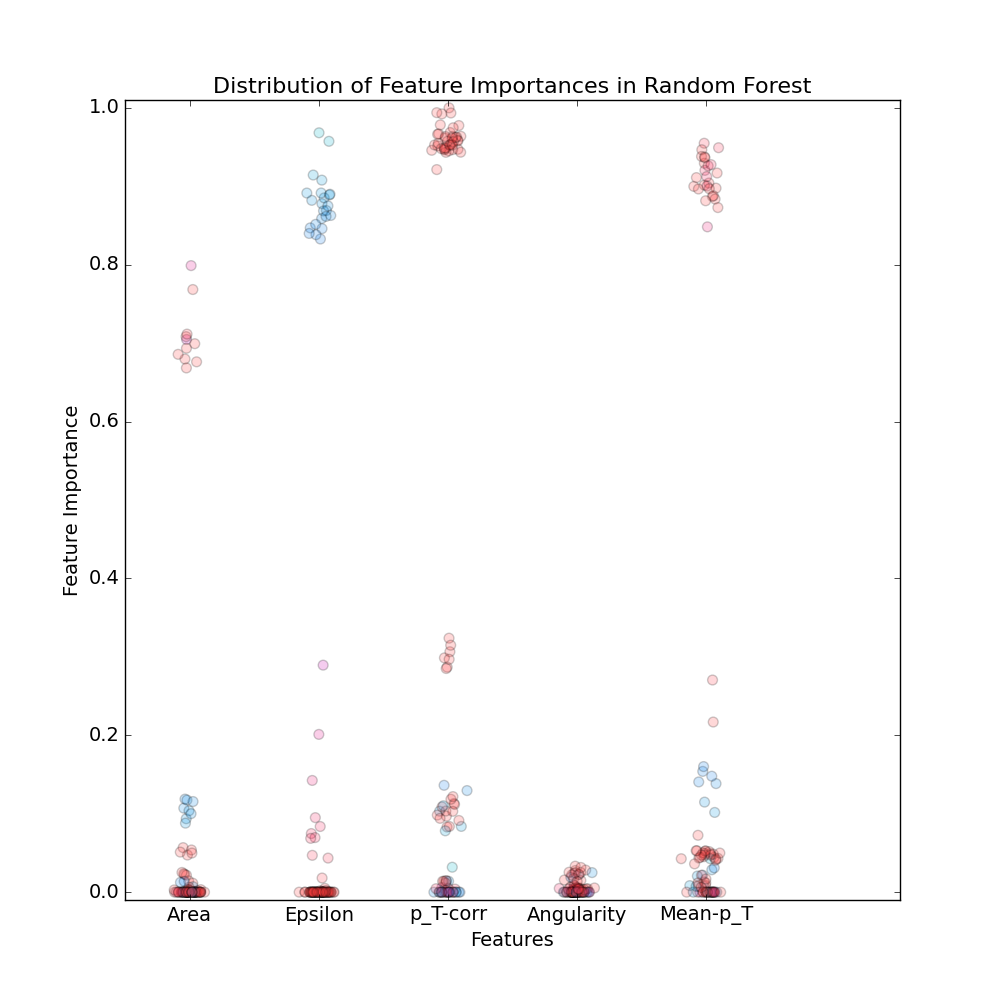 Distribution of Feature Importances in Random Forest
1.0
0.8
0.6
0.4
0.2
0.0
Feature Importance
Area Epsilon p_T-corr Angularity Mean-p_T
Features